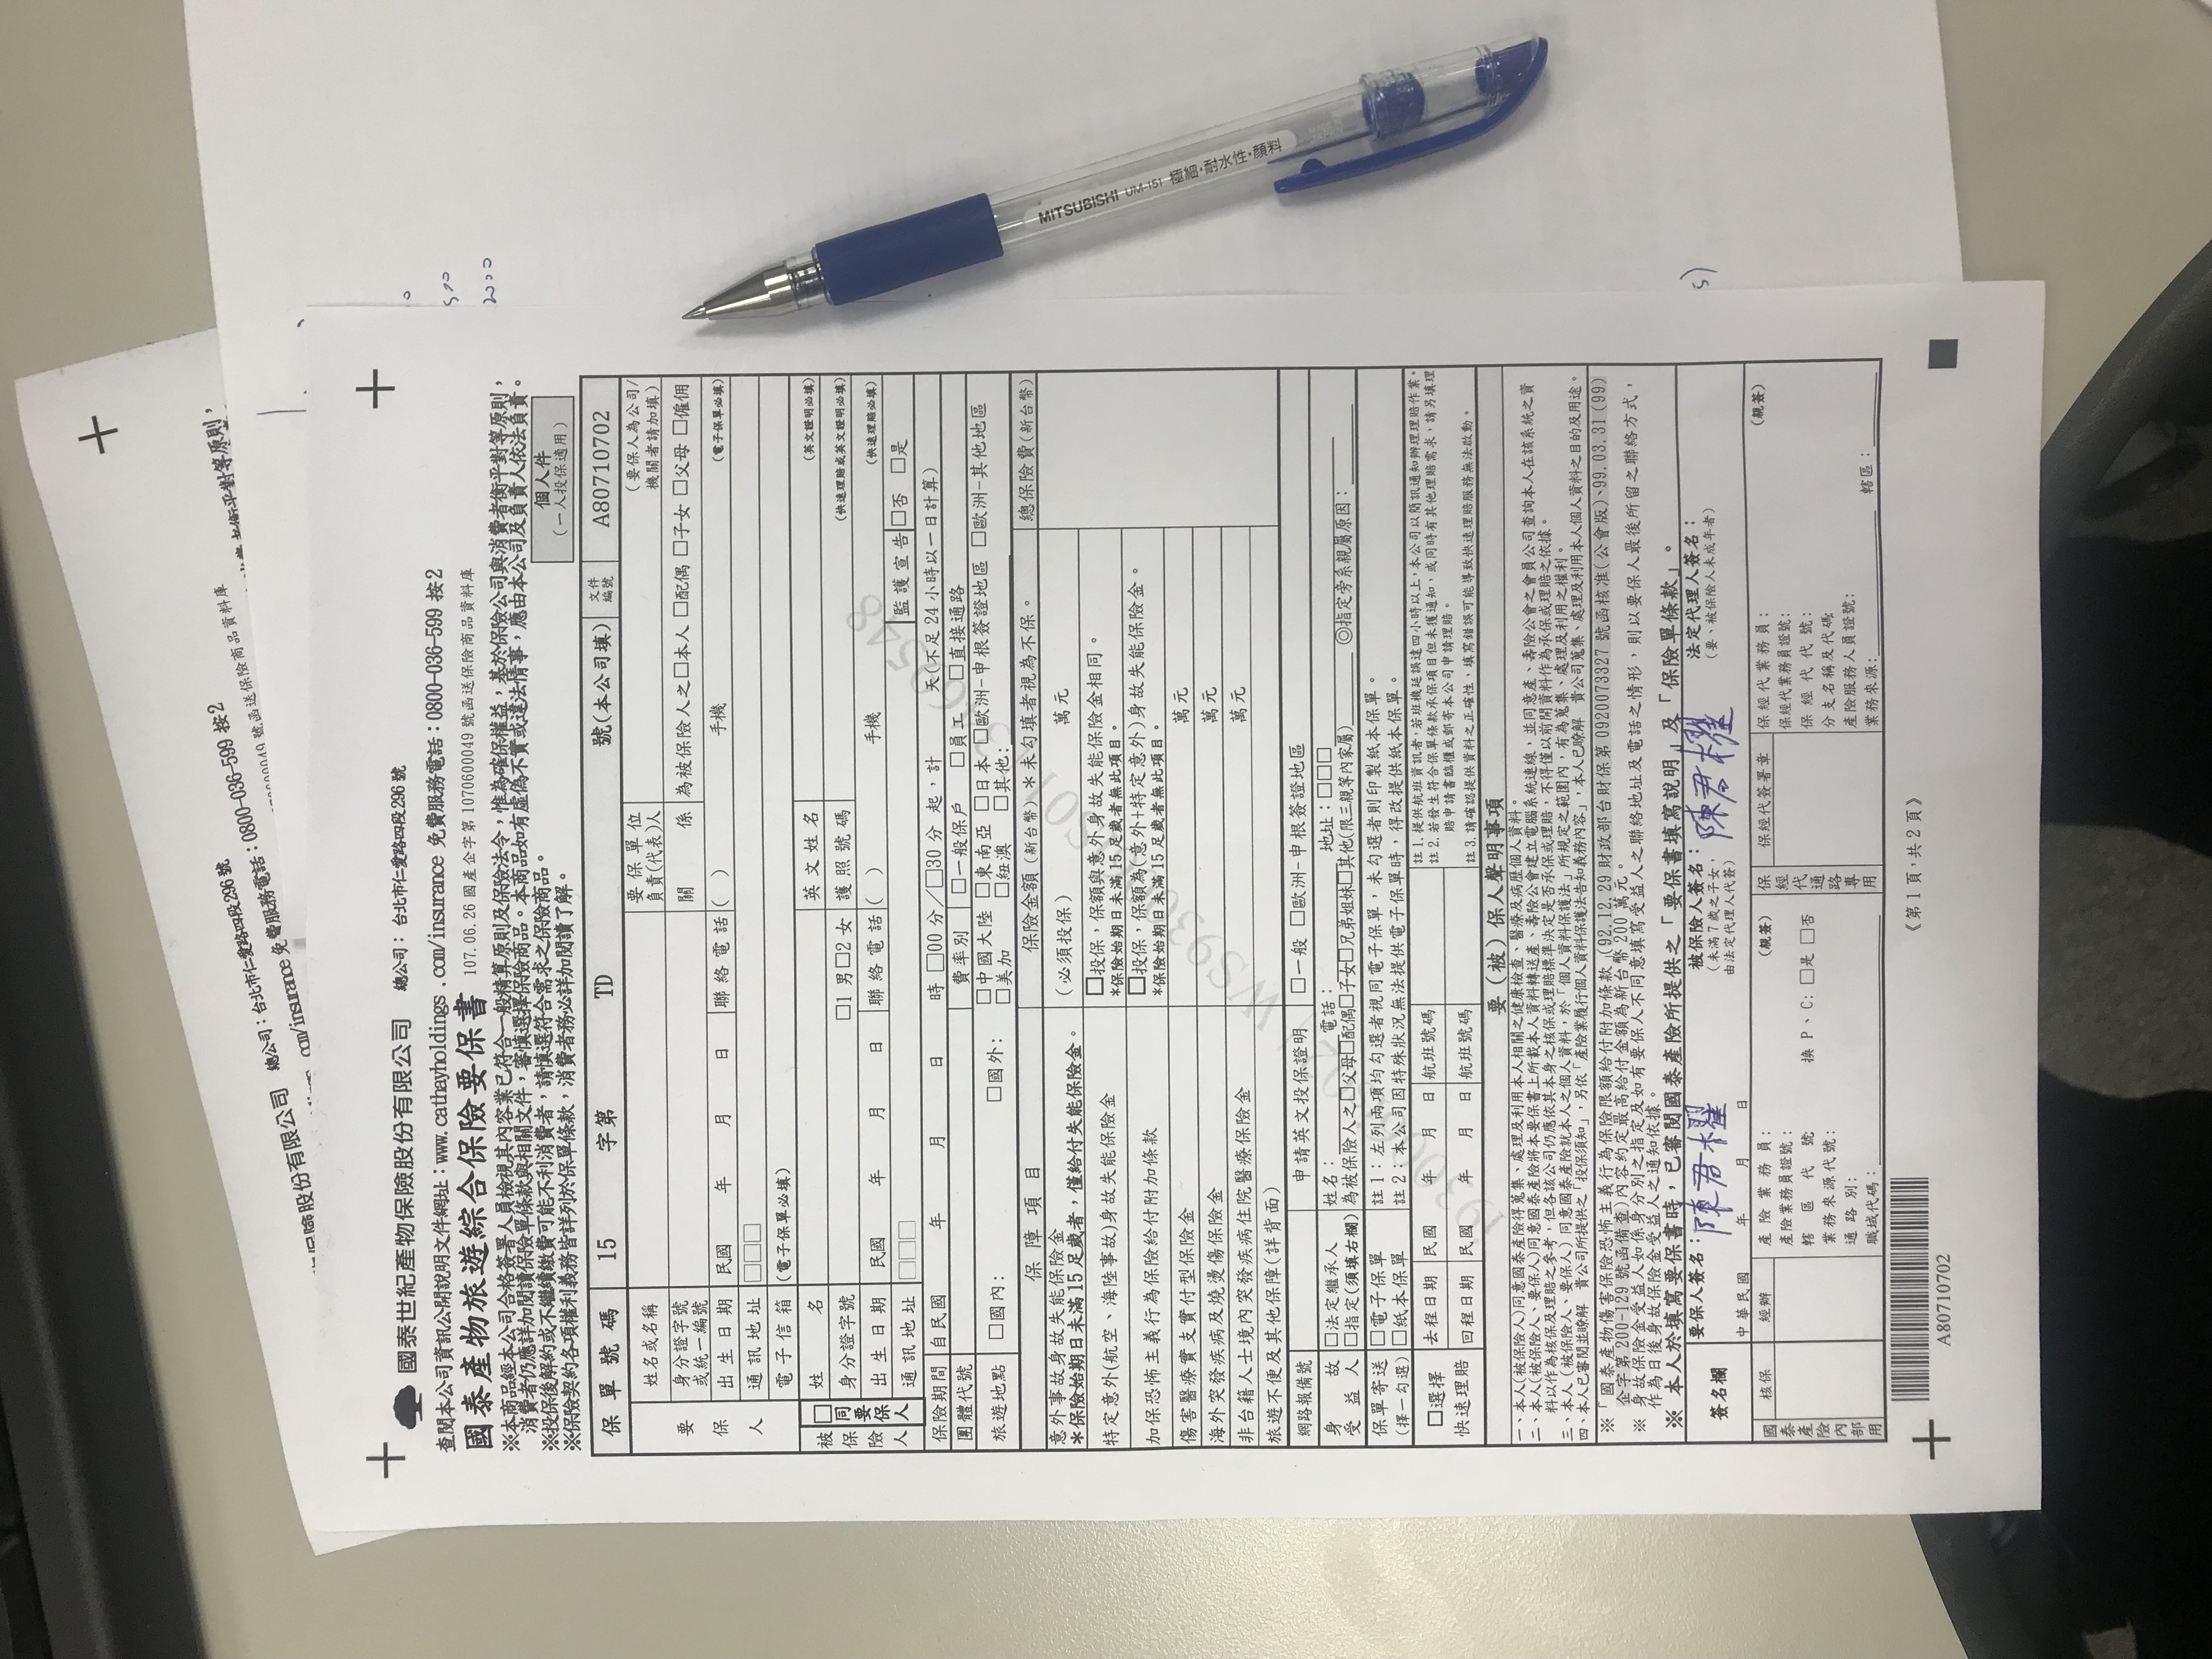 總公司：台北市仁愛路四段296號
保險股份有限公司
.com/insurance 免費服務電話：0800-036-599 按2
號函送保險商品資料庫
國泰世紀產物保險股份有限公司 總公司：台北市仁愛路四段296號
查閱本公司資訊公開說明文件網址：www.cathayholdings .com/insurance 免費服務電話：0800-036-599 按2
國泰產物旅遊綜合保險要保書 107.06.26 國產企字第 1070600049 號函送保險商品資料庫
※本商品經本公司合格簽署人員檢視其內容業已符合一般精算原則及保險法令，惟為確保權益，基於保險公司與消費者衡平對等原則，
消費者仍應詳加閱讀保險單條款與相關文件，審慎選擇保險商品。本商品如有虛偽不實或違法情事，應由本公司及負責人依法負責。
※投保後解約或不繼續繳費可能不利消費者，請慎選符合需求之保險商品。
※保險契約各項權利義務皆詳列於保單條款，消費者務必詳加閱讀了解。
個人件
（一人投保適用）
保單號碼 15 字第 TD 號(本公司填) 文件編號 A80710702
要保人
姓名或名稱 要保單位負責(代表)人 （要保人為公司/機關者請加填）
身分證字號或統一編號 關係 為被保險人之□本人 □配偶 □子女 □父母 □僱佣
出生日期 民國 年 月 日 聯絡電話 ( ) 手機 (電子保單必填)
通訊地址 □□□
電子信箱 (電子保單必填)
被保險人 □同要保人
姓名 英文姓名 (英文證明必填)
身分證字號 □1 男□2 女 護照號碼 (快速理賠或英文證明必填)
出生日期 民國 年 月 日 聯絡電話 ( ) 手機 (快速理賠必填)
通訊地址 □□□ 監護宣告 □否 □是
保險期間 自民國 年 月 日 時 □00 分／□30 分 起，計 天(不足 24 小時以一日計算)
團體代號 費率別 □一般保戶 □員工 □直接通路
旅遊地點 □國內： □國外： □中國大陸 □東南亞 □日本 □歐洲-申根簽證地區 □歐洲-其他地區
□美加 □紐澳 □其他：
保障項目 保險金額（新台幣）＊未勾填者視為不保。 總保險費(新台幣)
意外事故身故失能保險金 (必須投保) 萬元
＊保險始期日未滿 15 足歲者，僅給付失能保險金。
特定意外(航空、海陸事故)身故失能保險金 □投保，保額與意外身故失能保險金相同。
*保險始期日未滿 15 足歲者無此項目。
加保恐怖主義行為保險給付附加條款 □投保，保額為(意外+特定意外)身故失能保險金。
*保險始期日未滿 15 足歲者無此項目。
傷害醫療實支實付型保險金 萬元
海外突發疾病及燒燙傷保險金 萬元
非台籍人士境內突發疾病住院醫療保險金 萬元
旅遊不便及其他保障(詳背面)
網路報備號 申請英文投保證明 □一般 □歐洲-申根簽證地區
身故受益人 □法定繼承人 姓名： 電話： 地址：□□□
□指定(須填右欄) 為被保險人之□父母□配偶□子女□兄弟姐妹□其他(限三親等內家屬) ◎指定旁系親屬原因：
保單寄送 □電子保單 註 1：左列兩項均勾選者視同電子保單，未勾選者則印製紙本保單。
(擇一勾選) □紙本保單 註 2：本公司因特殊狀況無法提供電子保單時，得改提供紙本保單。
□選擇快速理賠
去程日期 民國 年 月 日 航班號碼
回程日期 民國 年 月 日 航班號碼
註 1.提供航班資訊者，若班機延誤達四小時以上，本公司以簡訊通知辦理理賠作業。
註 2.若發生符合保單條款承保項目但未獲通知，或同時有其他理賠需求，請另填理
賠申請書臨櫃或郵寄本公司申請理賠。
註 3.請確認提供資料之正確性，填寫錯誤可能導致快速理賠服務無法啟動。
要（被）保人聲明事項
一、本人(被保險人)同意國泰產險得蒐集、處理及利用本人相關之健康檢查、醫療及病歷個人資料。
二、本人(被保險人、要保人)同意國泰產險將本要保書上所載本人資料轉送產、壽險公會建立電腦系統連線，並同意產、壽險公會之會員公司查詢本人在該系統之資
料以作為核保及理賠之參考，但各該公司仍應依其本身之核保或理賠標準決定是否承保或理賠，不得僅以前開資料作為承保或理賠之依據。
三、本人（被保險人、要保人）同意國泰產險就本人之個人資料，於「個人資料保護法」所規定之範圍內，有為蒐集、處理及利用之權利。
四、本人已審閱並瞭解 貴公司所提供之「投保須知」，另依「產險業履行個人資料保護法告知義務內容」，本人已瞭解 貴公司蒐集、處理及利用本人個人資料之目的及用途。
※「國泰產物傷害保險恐怖主義行為保險限額給付附加條款」(92.12.29 財政部台財保第 0920073327 號函核准(公會版)、99.03.31 (99)
企字第 200-129 號函備查)內容約定最高給付金額為新台幣 200 萬元。
※ 身故保險金受益人如係身分別之指定及如有要保人不同意填寫受益人之聯絡地址及電話之情形，則以要保人最後所留之聯絡方式，
作為日後身故保險金受益人之通知依據。
※ 本人於填寫要保書時，已審閱國泰產險所提供之「要保書填寫說明」及「保險單條款」。
簽名欄 要保人簽名：陳君櫂 被保險人簽名：陳君櫂 法定代理人簽名：
（未滿 7 歲之子女，由法定代理人代簽） （要、被保險人未成年者）
中華民國 年 月 日
國泰產險內部用 核保 經辦 產險業務員： (親簽) 保經代通路專用 保經代簽署章 保經代業務員： (親簽)
產險業務員證號： 保經代業務員證號：
轄區代號 換 P、C：□是 □否 保經代代號：
業務來源代號： 分支名稱及代碼
通路別： 產險服務人員證號：
職域代碼： 業務來源： 轄區：
A80710702
《第 1 頁，共 2 頁》
MITSUBISHI UM-151 極細・耐水性・顔料
2000